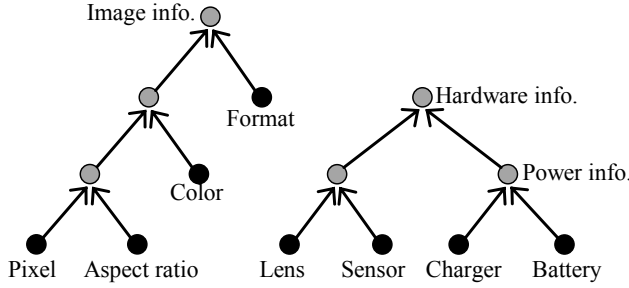 Image info.
Format
Hardware info.
Color
Power info.
Pixel
Aspect ratio
Lens
Sensor
Charger
Battery